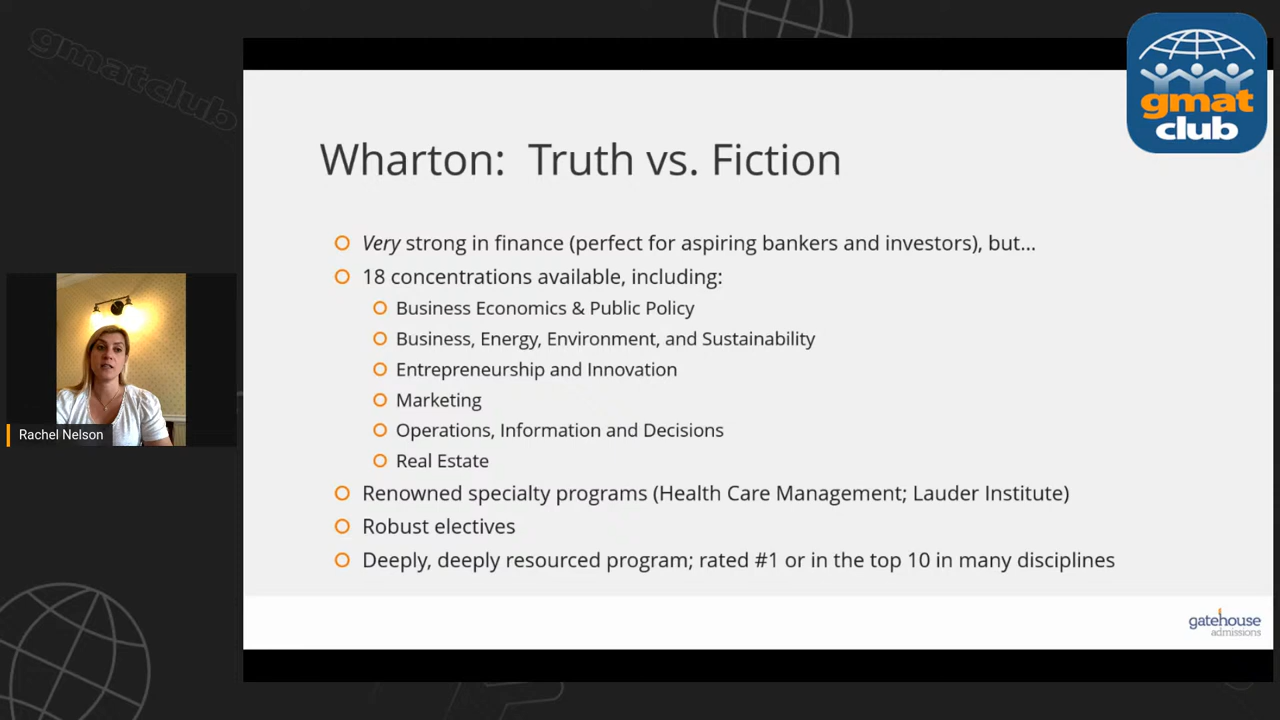 gmatclub
gmat
club
Wharton: Truth vs. Fiction
Very strong in finance (perfect for aspiring bankers and investors), but...
18 concentrations available, including:
Business Economics & Public Policy
Business, Energy, Environment, and Sustainability
Entrepreneurship and Innovation
Marketing
Operations, Information and Decisions
Real Estate
Renowned specialty programs (Health Care Management; Lauder Institute)
Robust electives
Deeply, deeply resourced program; rated #1 or in the top 10 in many disciplines
Rachel Nelson
gatehouse
admissions